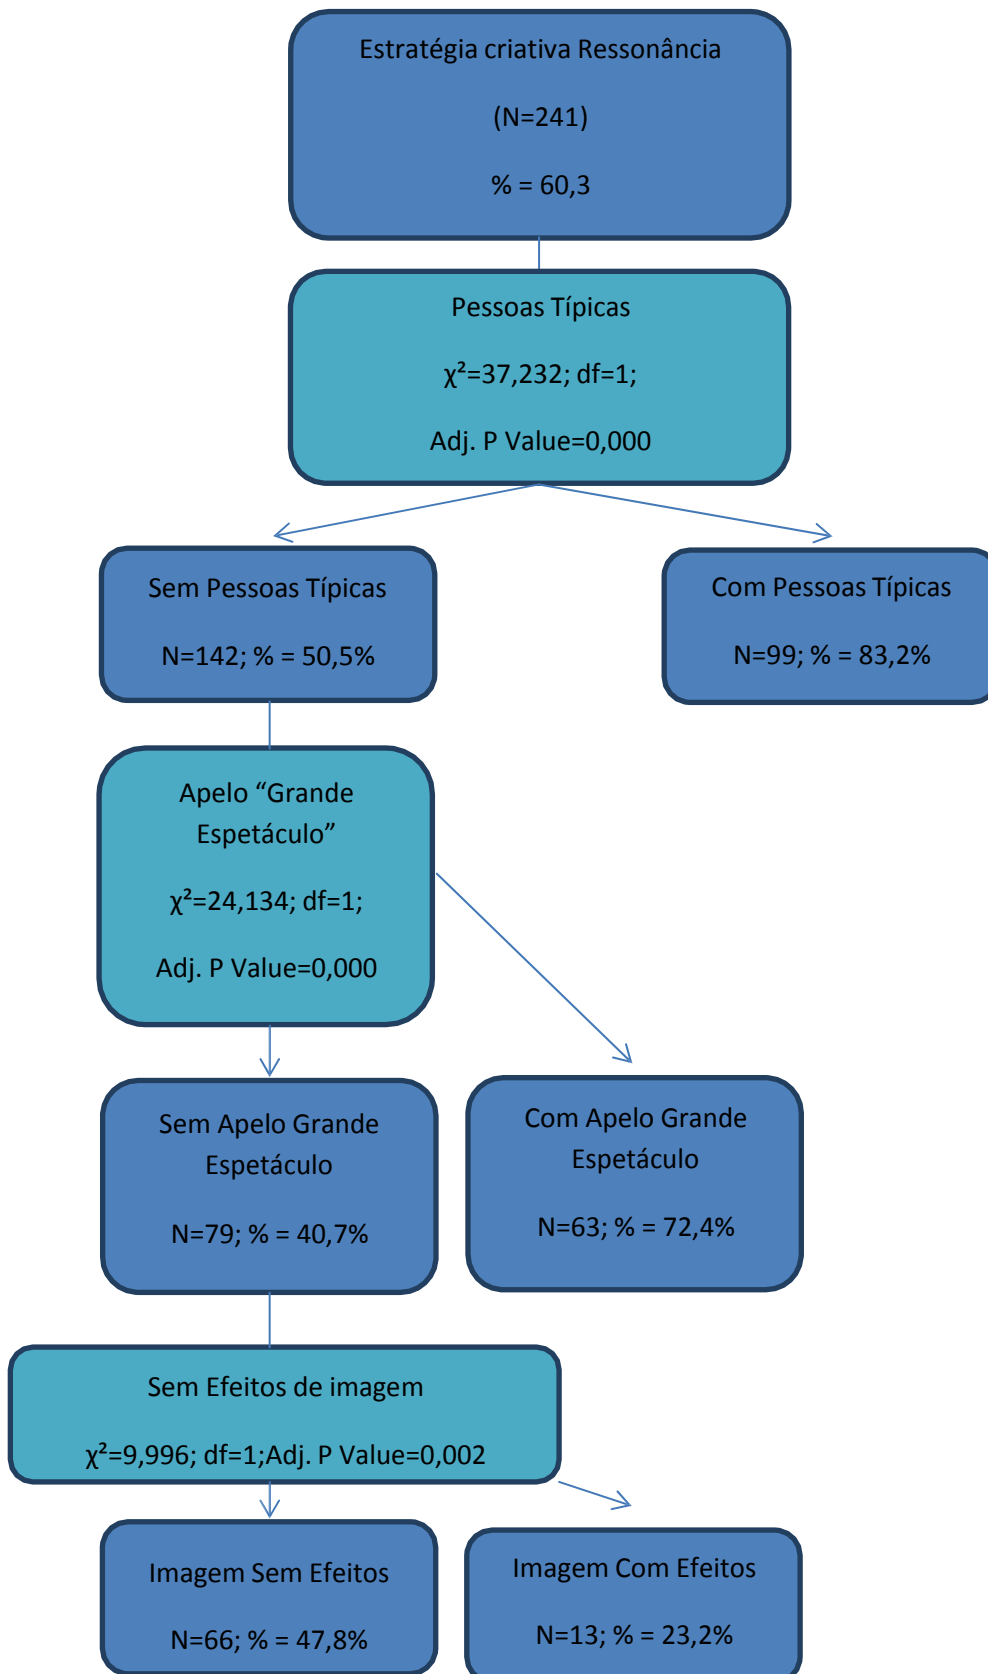 Estratégia criativa Ressonância
(N=241)
% = 60,3
Pessoas Típicas
χ²=37,232; df=1;
Adj. P Value=0,000
Sem Pessoas Típicas
N=142; % = 50,5%
Com Pessoas Típicas
N=99; % = 83,2%
Apelo “Grande
Espetáculo”
χ²=24,134; df=1;
Adj. P Value=0,000
Sem Apelo Grande
Espetáculo
N=79; % = 40,7%
Com Apelo Grande
Espetáculo
N=63; % = 72,4%
Sem Efeitos de imagem
χ²=9,996; df=1;Adj. P Value=0,002
Imagem Sem Efeitos
N=66; % = 47,8%
Imagem Com Efeitos
N=13; % = 23,2%